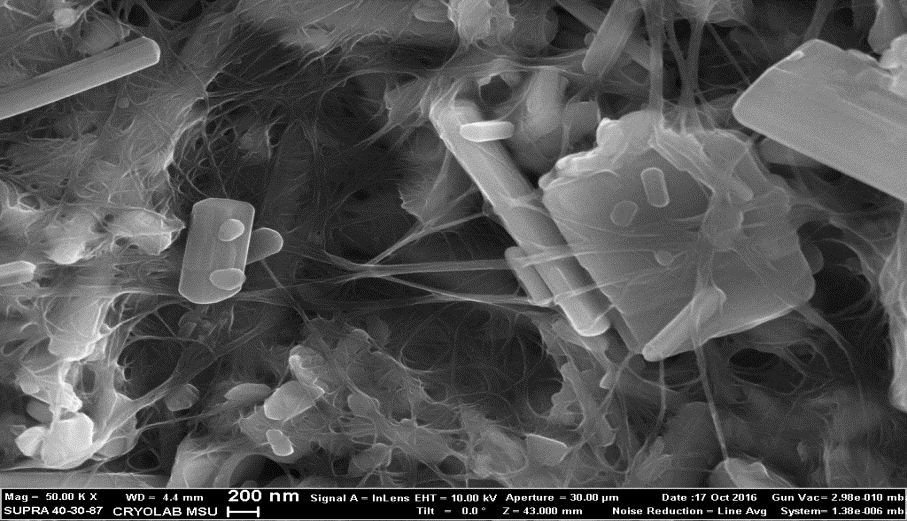 Mag = 50.00 K X WD = 4.4 mm 200 nm Signal A = InLens EHT = 10.00 kV Aperture = 30.00 µm Date :17 Oct 2016 Gun Vac= 2.98e-010 mb
SUPRA 40-30-87 CRYOLAB MSU Tilt = 0.0° Z = 43.000 mm Noise Reduction = Line Avg System= 1.38e-006 mb